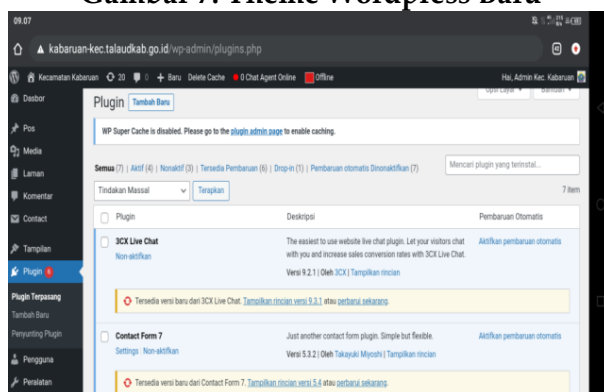 Gambar 7. Theme Wordpress Baru
09.07
kabaruan-kec.talaudkab.go.id/wp-admin/plugins.php
Kecamatan Kabaruan 20 0 + Baru Delete Cache 0 Chat Agent Online Offline Hai, Admin Kec. Kabaruan
Dasbor
Pos
Media
Laman
Komentar
Contact
Tampilan
Plugin 6
Plugin Terpasang
Tambah Baru
Penyunting Plugin
Pengguna
Peralatan
Plugin Tambah Baru
Opsi Layar Bantuan
WP Super Cache is disabled. Please go to the plugin admin page to enable caching.
Semua (7) | Aktif (4) | Nonaktif (3) | Tersedia Pembaruan (6) | Drop-in (1) | Pembaruan otomatis Dinonaktifkan (7)
Mencari plugin yang terinstal...
Tindakan Massal Terapkan 7 item
Plugin Deskripsi Pembaruan Otomatis
3CX Live Chat
Non-aktifkan
The easiest to use website live chat plugin. Let your visitors chat
with you and increase sales conversion rates with 3CX Live Chat.
Versi 9.2.1 | Oleh 3CX | Tampilkan rincian
Aktifkan pembaruan otomatis
Tersedia versi baru dari 3CX Live Chat. Tampilkan rincian versi 9.3.1 atau perbarui sekarang.
Contact Form 7
Settings | Non-aktifkan
Just another contact form plugin. Simple but flexible.
Versi 5.3.2 | Oleh Takayuki Miyoshi | Tampilkan rincian
Aktifkan pembaruan otomatis
Tersedia versi baru dari Contact Form 7. Tampilkan rincian versi 5.4 atau perbarui sekarang.